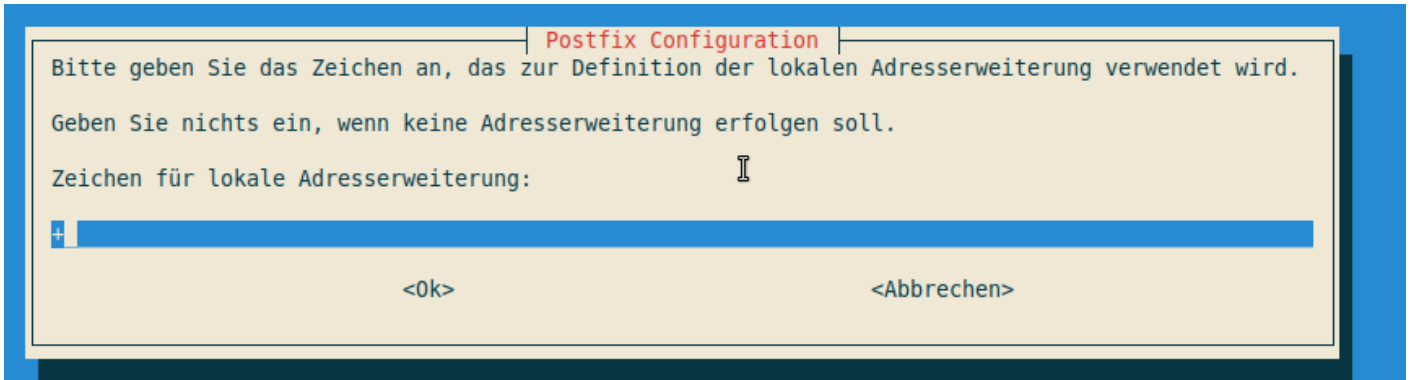 Postfix Configuration
Bitte geben Sie das Zeichen an, das zur Definition der lokalen Adresserweiterung verwendet wird.
Geben Sie nichts ein, wenn keine Adresserweiterung erfolgen soll.
Zeichen für lokale Adresserweiterung:
+
<Ok> <Abbrechen>